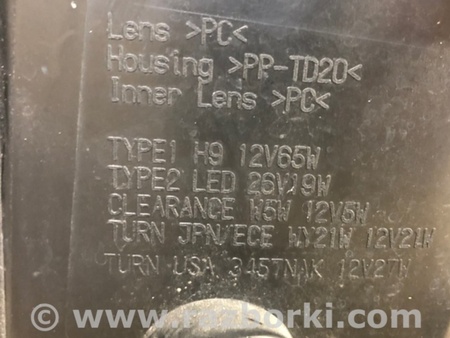 Lens >PC<
Housing >PP-TD20<
Inner Lens >PC<
TYPE1 H9 12V65W
TYPE2 LED 26V19W
CLEARANCE W5W 12V5W
TURN JPN/ECE WY21W 12V21W
TURN USA 3457NAK 12V27W
© www.razborki.com